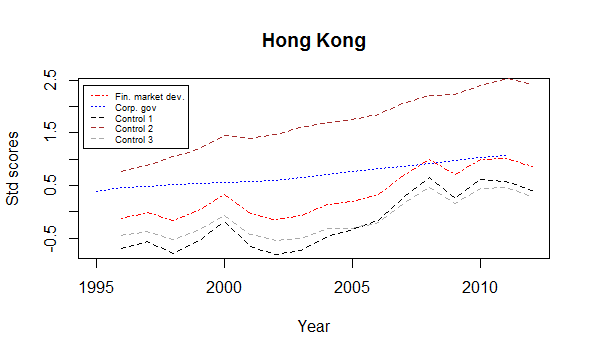 Hong Kong
Fin. market dev.
Corp. gov
Control 1
Control 2
Control 3
Std scores
2.5
1.5
0.5
−0.5
1995 2000 2005 2010
Year